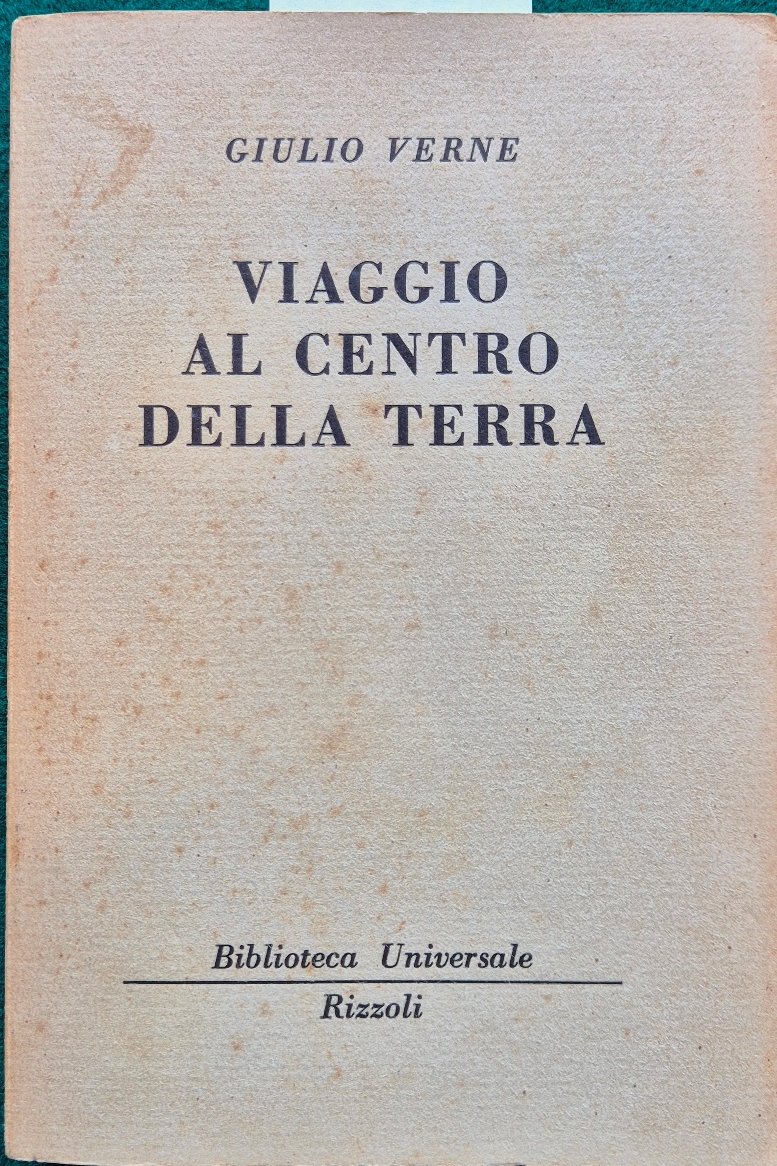 GIULIO VERNE
VIAGGIO
AL CENTRO
DELLA TERRA
Biblioteca Universale
Rizzoli